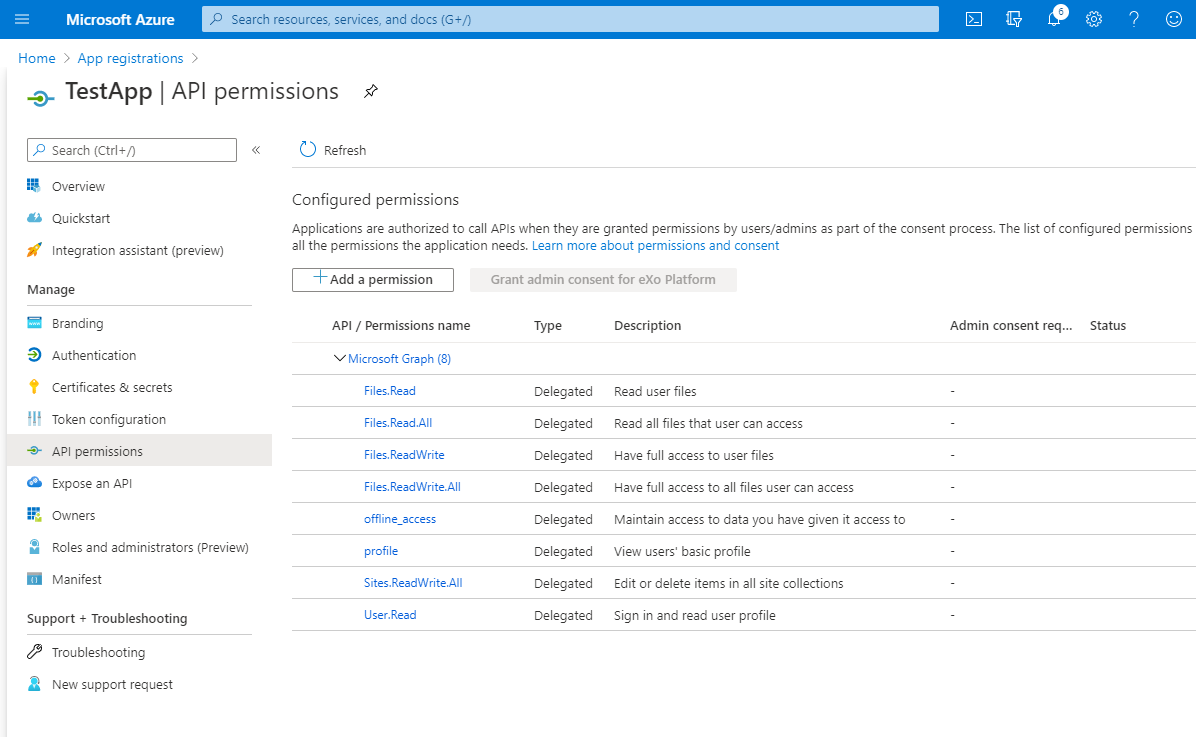 Microsoft Azure
Search resources, services, and docs (G+/)
6
Home > App registrations >
TestApp | API permissions
Search (Ctrl+/)
«
Overview
Quickstart
Integration assistant (preview)
Manage
Branding
Authentication
Certificates & secrets
Token configuration
API permissions
Expose an API
Owners
Roles and administrators (Preview)
Manifest
Support + Troubleshooting
Troubleshooting
New support request
Refresh
Configured permissions
Applications are authorized to call APIs when they are granted permissions by users/admins as part of the consent process. The list of configured permissions
all the permissions the application needs. Learn more about permissions and consent
Add a permission
Grant admin consent for eXo Platform
API / Permissions name Type Description Admin consent req... Status
Microsoft Graph (8)
Files.Read Delegated Read user files -
Files.Read.All Delegated Read all files that user can access -
Files.ReadWrite Delegated Have full access to user files -
Files.ReadWrite.All Delegated Have full access to all files user can access -
offline_access Delegated Maintain access to data you have given it access to -
profile Delegated View users' basic profile -
Sites.ReadWrite.All Delegated Edit or delete items in all site collections -
User.Read Delegated Sign in and read user profile -